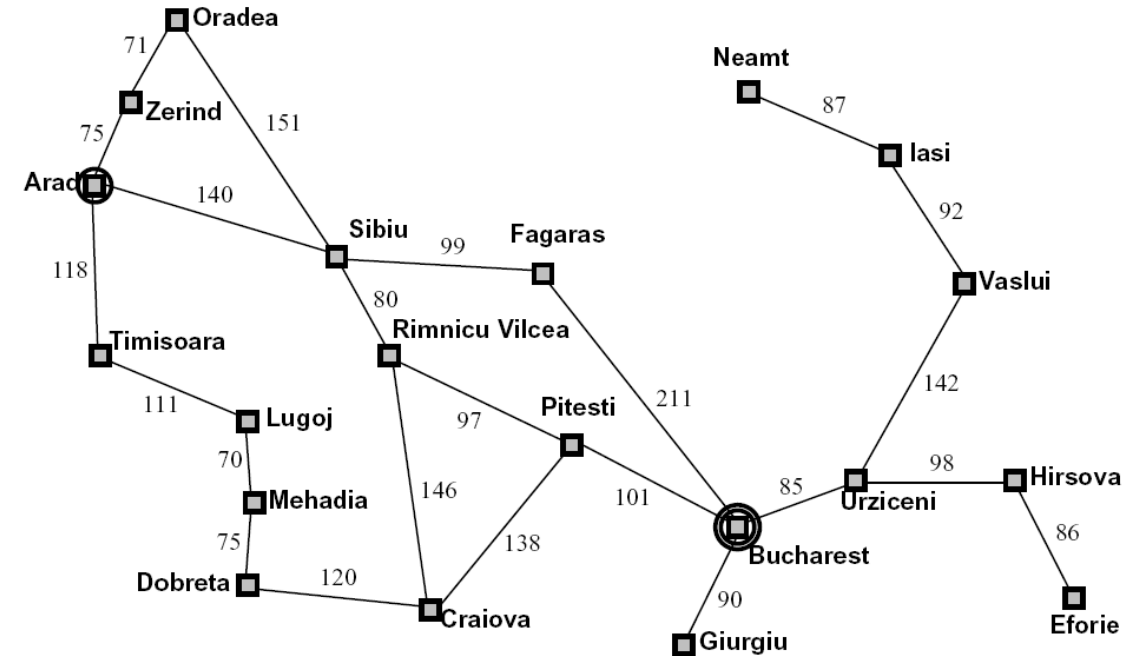 Oradea
71
Neamt
87
Zerind
75
151
Iasi
Arad
140
92
Sibiu
99
Fagaras
118
Vaslui
80
Rimnicu Vilcea
Timisoara
142
211
111
Pitesti
Lugoj
97
70
98
Hirsova
85
146
101
Urziceni
Mehadia
86
75
138
Bucharest
Dobreta
120
90
Craiova
Eforie
Giurgiu